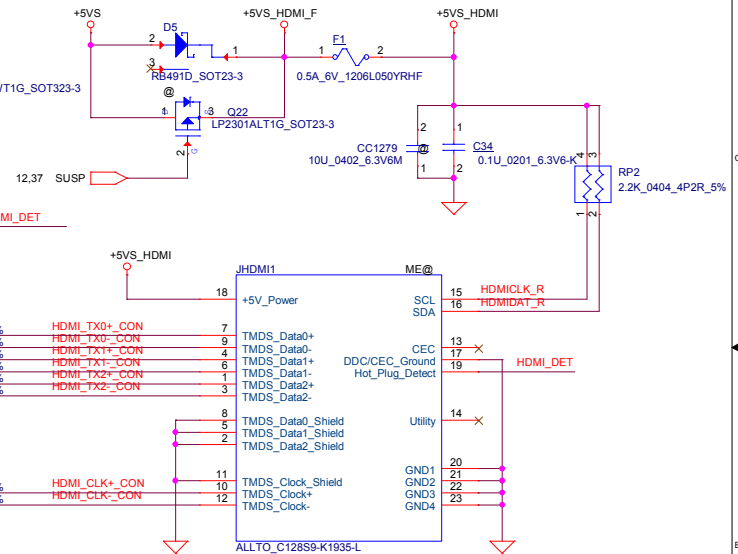 +5VS
+5VS_HDMI_F
+5VS_HDMI
D5
2
1
3
RB491D_SOT23-3
F1
1
2
0.5A_6V_1206L050YRHF
/T1G_SOT323-3
@
1
3
Q22
LP2301ALT1G_SOT23-3
D
S
G
2
12,37
SUSP
2
1
CC1279
@
10U_0402_6.3V6M
1
2
C34
0.1U_0201_6.3V6-K
4
3
RP2
2.2K_0404_4P2R_5%
1
2
MI_DET
+5VS_HDMI
JHDMI1
ME@
18
+5V_Power
SCL
15
HDMICLK_R
SDA
16
HDMIDAT_R
HDMI_TX0+_CON
7
TMDS_Data0+
HDMI_TX0-_CON
9
TMDS_Data0-
CEC
13
HDMI_TX1+_CON
4
TMDS_Data1+
DDC/CEC_Ground
17
HDMI_TX1-_CON
6
TMDS_Data1-
Hot_Plug_Detect
19
HDMI_DET
HDMI_TX2+_CON
1
TMDS_Data2+
HDMI_TX2-_CON
3
TMDS_Data2-
8
TMDS_Data0_Shield
Utility
14
5
TMDS_Data1_Shield
2
TMDS_Data2_Shield
GND1
20
11
TMDS_Clock_Shield
GND2
21
HDMI_CLK+_CON
10
TMDS_Clock+
GND3
22
HDMI_CLK-_CON
12
TMDS_Clock-
GND4
23
ALLTO_C128S9-K1935-L